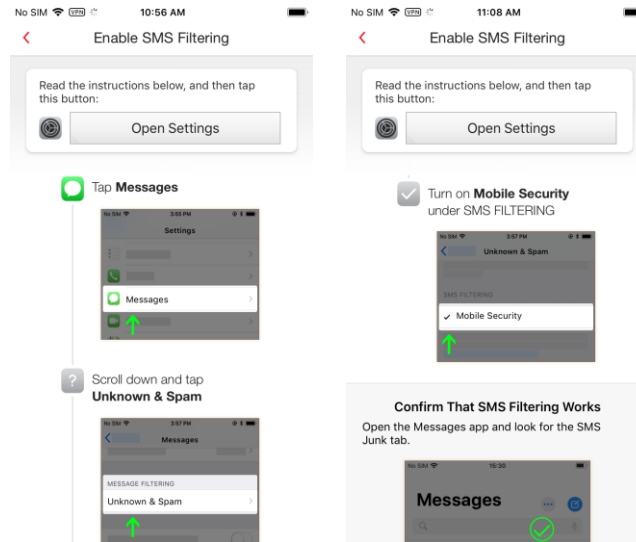 No SIM VPN 10:56 AM
Enable SMS Filtering
Read the instructions below, and then tap
this button:
Open Settings
Tap Messages
No SIM 3:55 PM
Settings
Messages
Scroll down and tap
Unknown & Spam
No SIM 3:57 PM
Messages
MESSAGE FILTERING
Unknown & Spam
No SIM VPN 11:08 AM
Enable SMS Filtering
Read the instructions below, and then tap
this button:
Open Settings
Turn on Mobile Security
under SMS FILTERING
No SIM 3:57 PM
Unknown & Spam
SMS FILTERING
Mobile Security
Confirm That SMS Filtering Works
Open the Messages app and look for the SMS
Junk tab.
No SIM 15:30
Messages